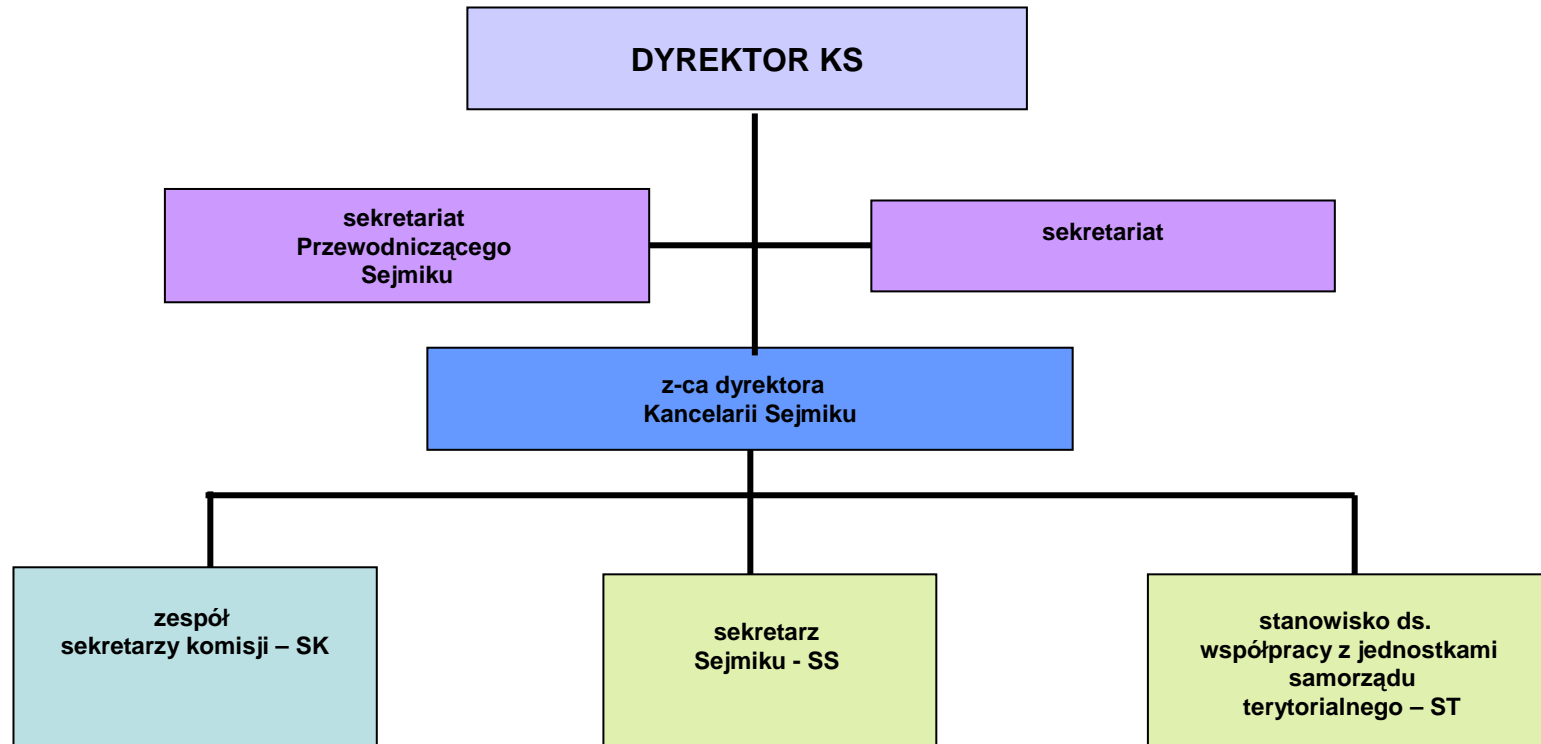 DYREKTOR KS
sekretariat
Przewodniczącego
Sejmiku
sekretariat
z-ca dyrektora
Kancelarii Sejmiku
zespół
sekretarzy komisji – SK
sekretarz
Sejmiku - SS
stanowisko ds.
współpracy z jednostkami
samorządu
terytorialnego – ST